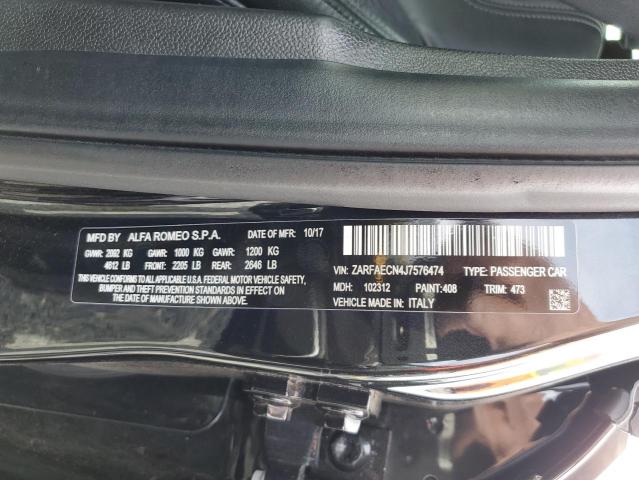 MFD BY ALFA ROMEO S.P.A. DATE OF MFR: 10/17
GVWR: 2092 KG GAWR: 1000 KG GAWR: 1200 KG
4612 LB FRONT: 2205 LB REAR: 2646 LB
THIS VEHICLE CONFORMS TO ALL APPLICABLE U.S.A. FEDERAL MOTOR VEHICLE SAFETY,
BUMPER AND THEFT PREVENTION STANDARDS IN EFFECT
ON THE DATE OF MANUFACTURE SHOWN ABOVE.
VIN: ZARFAECN4J7576474 TYPE: PASSENGER CAR
MDH: 102312 PAINT:408 TRIM: 473
VEHICLE MADE IN: ITALY